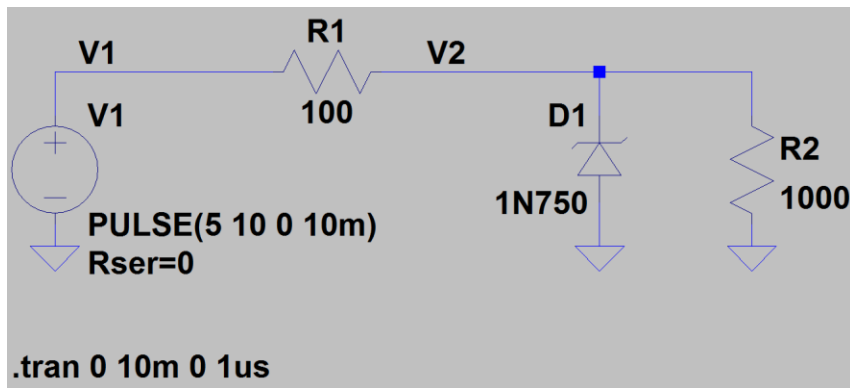 V1
R1
V2
V1
100
D1
R2
1N750
1000
PULSE(5 10 0 10m)
Rser=0
.tran 0 10m 0 1us